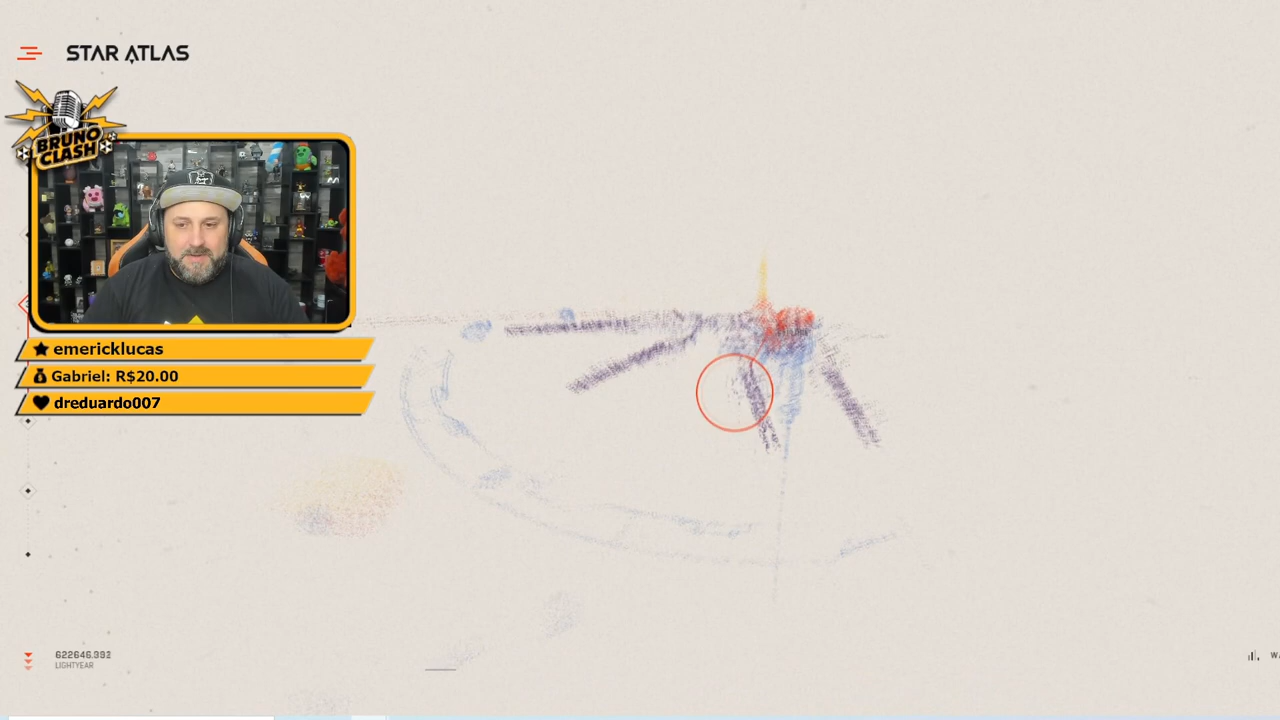 STAR ATLAS
BRUNO
CLASH
emericklucas
Gabriel: R$20.00
dreduardo007
622646.392
LIGHTYEAR